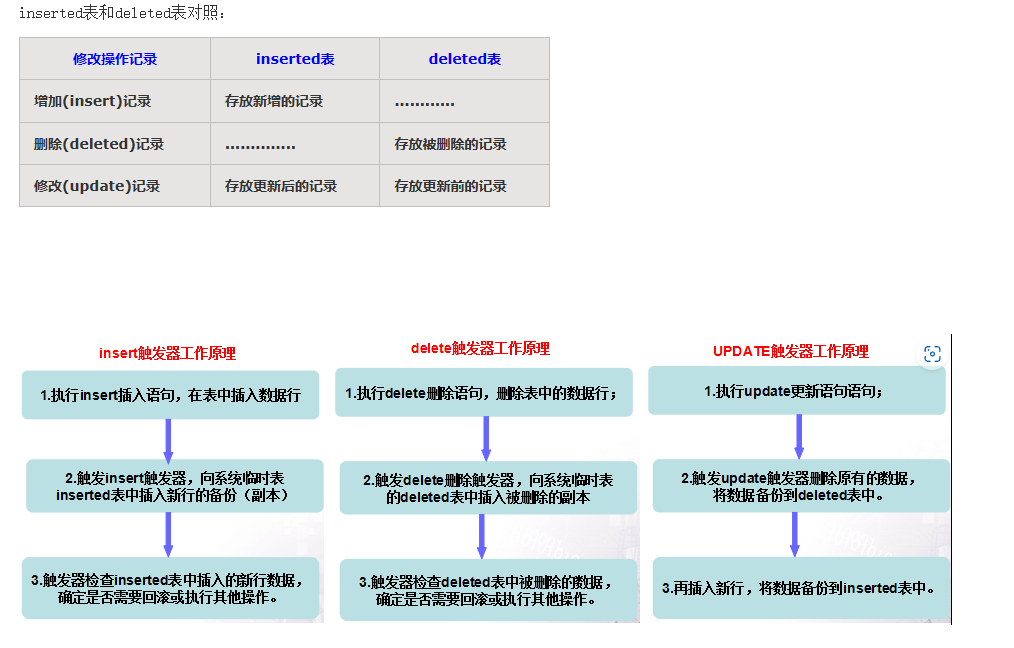 inserted表和deleted表对照：
修改操作记录 inserted表 deleted表
增加(insert)记录 存放新增的记录 …………
删除(deleted)记录 ………….. 存放被删除的记录
修改(update)记录 存放更新后的记录 存放更新前的记录
insert触发器工作原理
1.执行insert插入语句，在表中插入数据行
2.触发insert触发器，向系统临时表
inserted表中插入新行的备份（副本）
3.触发器检查inserted表中插入的新行数据，
确定是否需要回滚或执行其他操作。
delete触发器工作原理
1.执行delete删除语句，删除表中的数据行；
2.触发delete删除触发器，向系统临时表
的deleted表中插入被删除的副本
3.触发器检查deleted表中被删除的数据，
确定是否需要回滚或执行其他操作。
UPDATE触发器工作原理
1.执行update更新语句语句；
2.触发update触发器删除原有的数据，
将数据备份到deleted表中。
3.再插入新行，将数据备份到inserted表中。